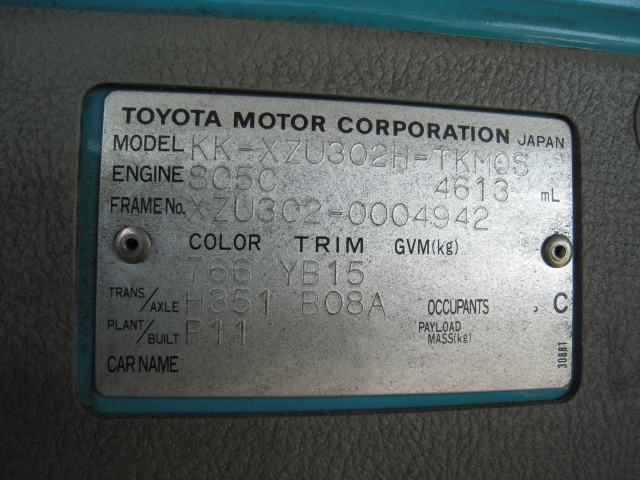 TOYOTA MOTOR CORPORATION JAPAN
MODEL KK-XZU302H-TKMQS
ENGINE S05C 4613 mL
FRAME No. XZU302-0004942
COLOR TRIM GVM(kg)
766 YB15
TRANS./AXLE H351 B08A OCCUPANTS , C
PLANT/BUILT P11 PAYLOAD MASS(kg)
CAR NAME
30881